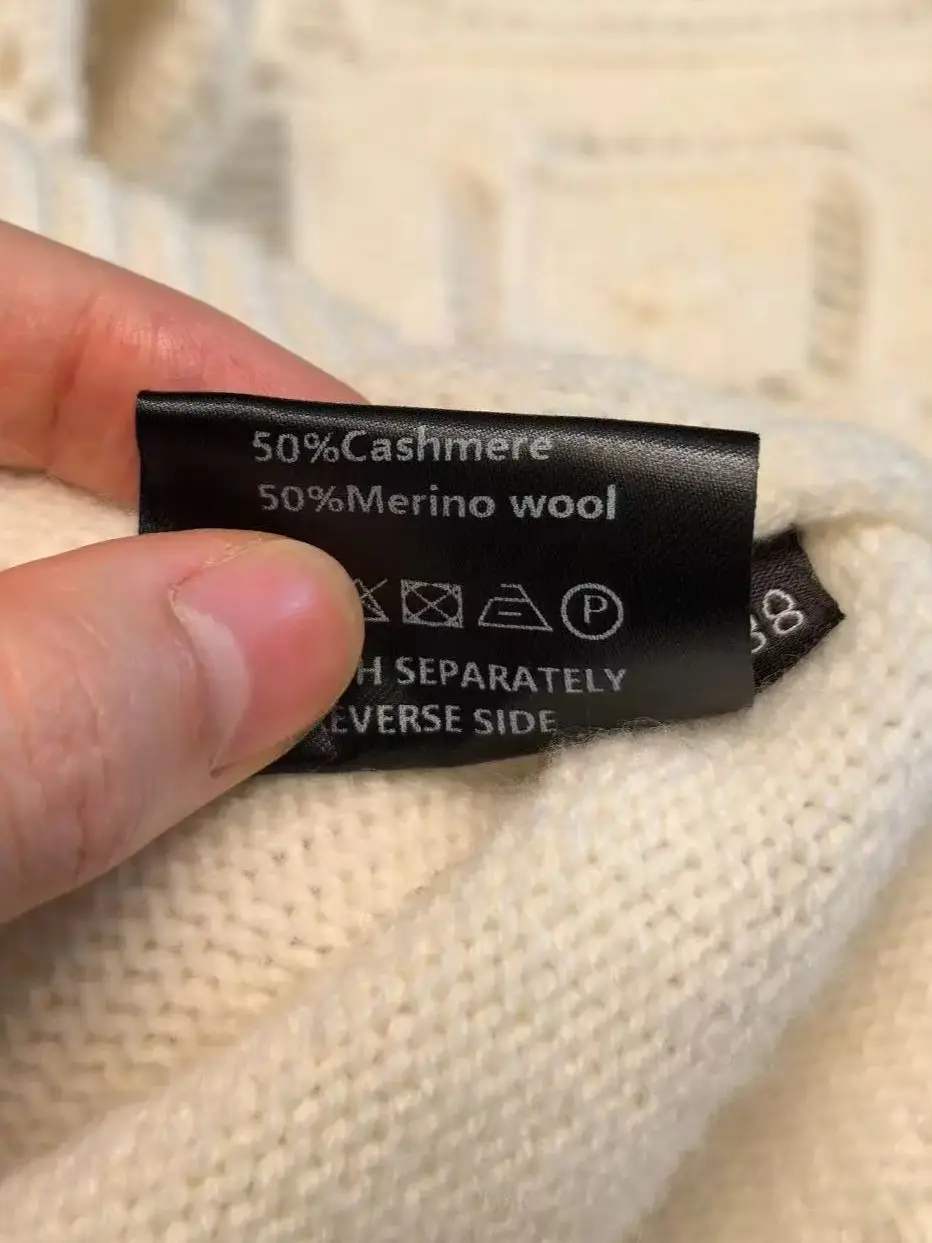 50%Cashmere
50%Merino wool
P
SEPARATELY
SIDE